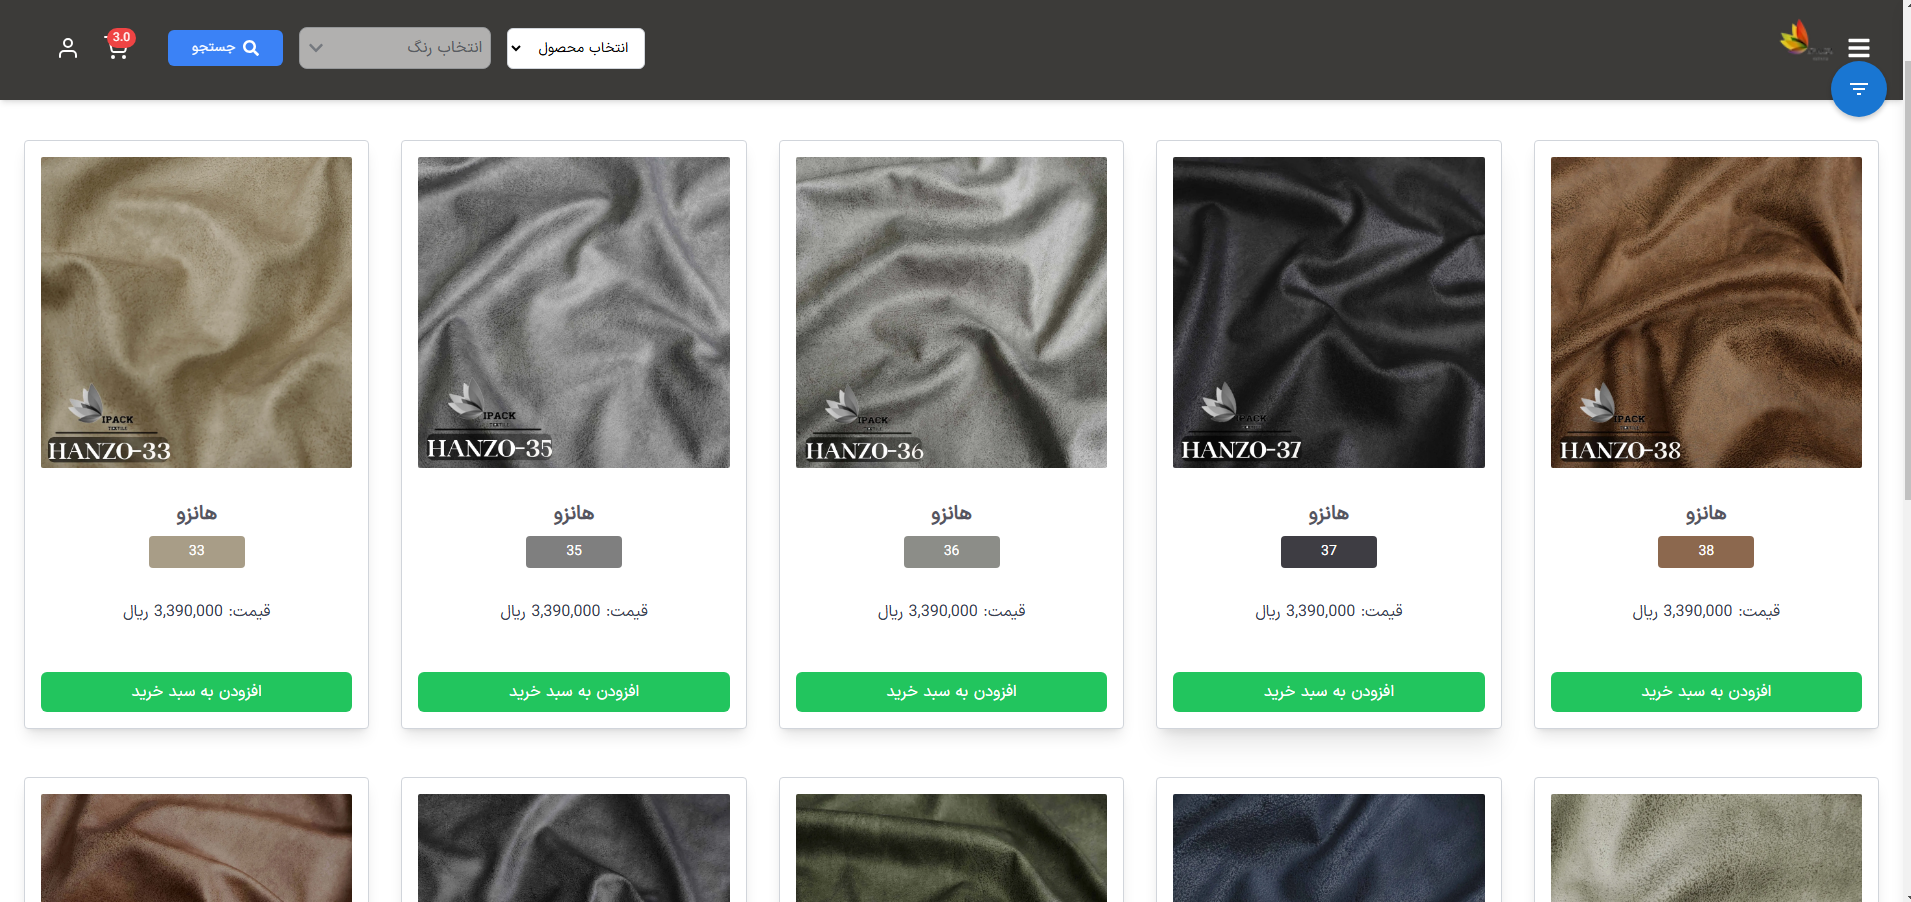 انتخاب محصول
انتخاب رنگ
جستجو
3.0
IPACK
HANZO-38
IPACK
HANZO-37
IPACK
HANZO-36
IPACK
TEXTILE
HANZO-35
IPACK
TEXTILE
HANZO-33
هانزو
هانزو
هانزو
هانزو
هانزو
38
37
36
35
33
قیمت: 3,390,000 ریال
قیمت: 3,390,000 ریال
قیمت: 3,390,000 ریال
قیمت: 3,390,000 ریال
قیمت: 3,390,000 ریال
افزودن به سبد خرید
افزودن به سبد خرید
افزودن به سبد خرید
افزودن به سبد خرید
افزودن به سبد خرید